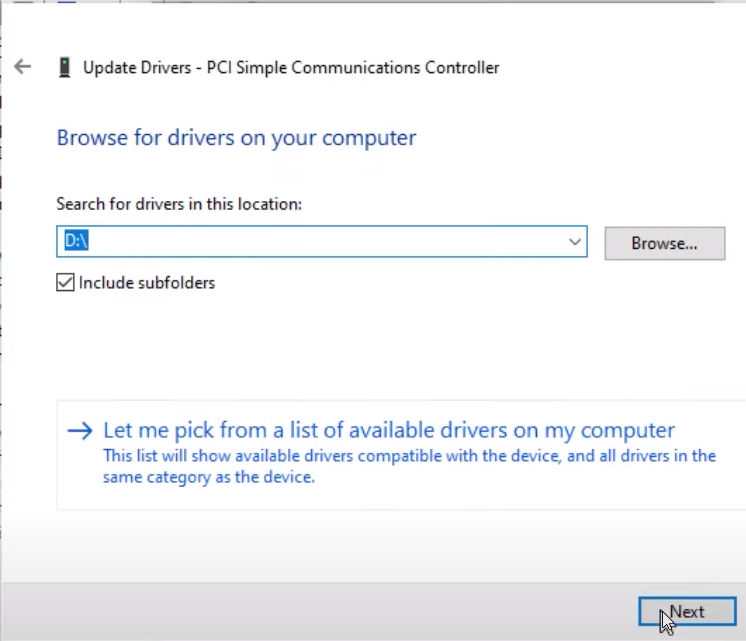 Update Drivers - PCI Simple Communications Controller
Browse for drivers on your computer
Search for drivers in this location:
D:\
Browse...
Include subfolders
Let me pick from a list of available drivers on my computer
This list will show available drivers compatible with the device, and all drivers in the
same category as the device.
Next